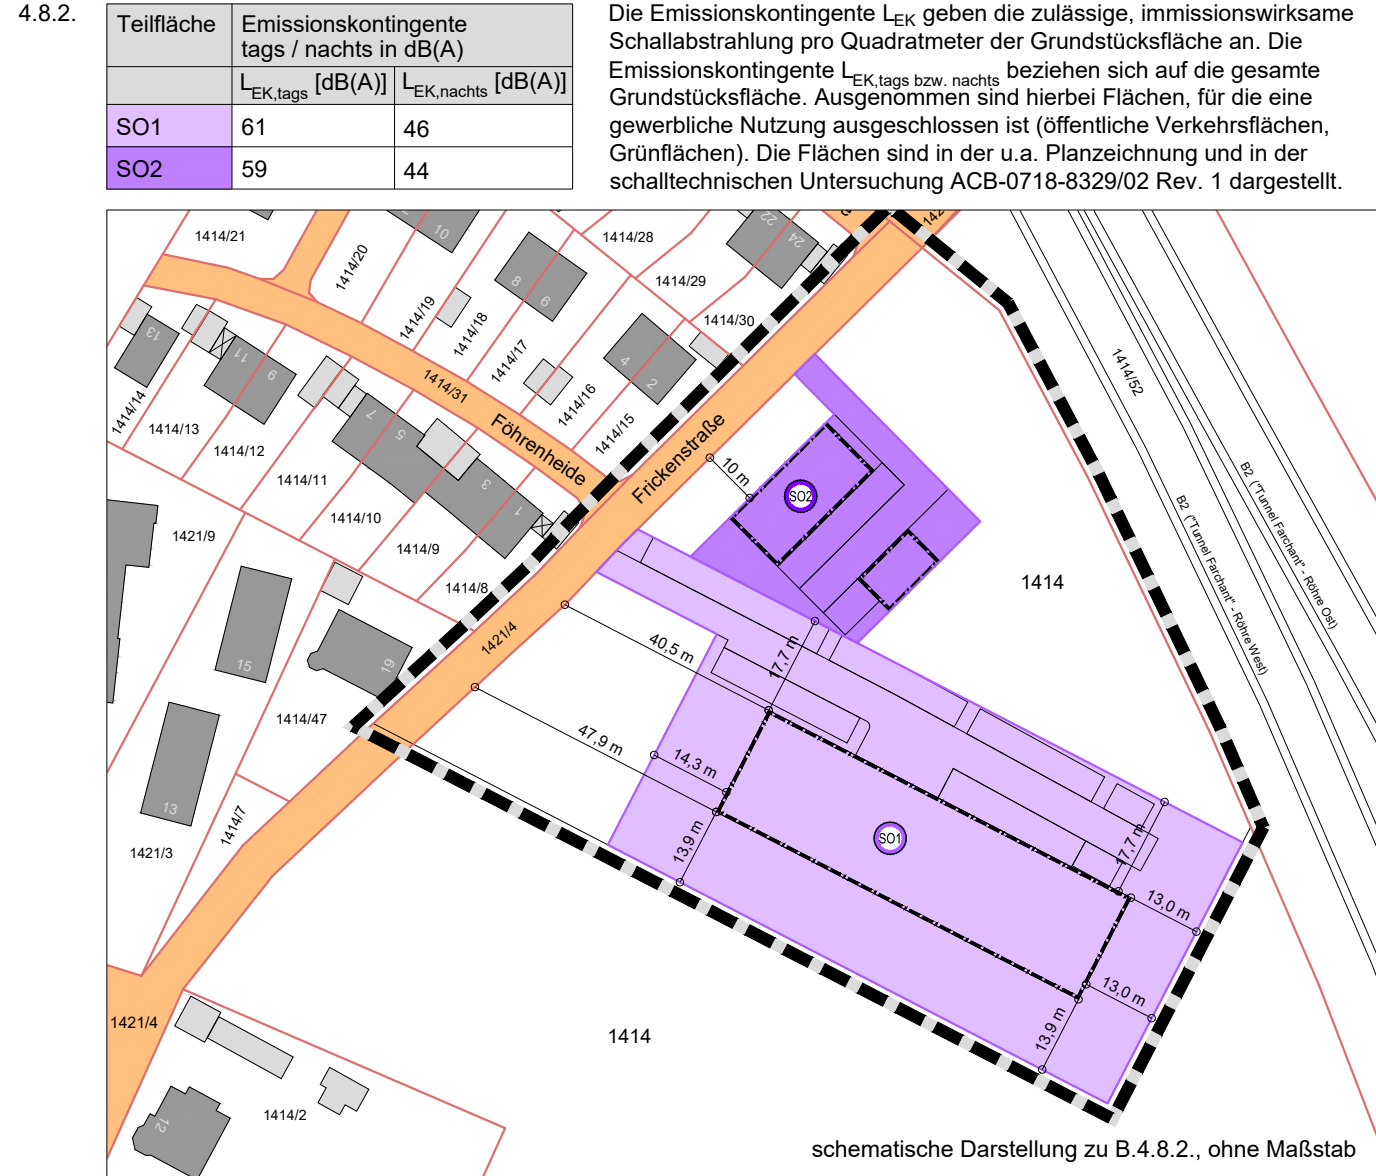 4.8.2.
Teilfläche
Emissionskontingente
tags / nachts in dB(A)
L EK,tags [dB(A)]
L EK,nachts [dB(A)]
SO1
61
46
SO2
59
44
Die Emissionskontingente L EK geben die zulässige, immissionswirksame
Schallabstrahlung pro Quadratmeter der Grundstücksfläche an. Die
Emissionskontingente L EK,tags bzw. nachts beziehen sich auf die gesamte
Grundstücksfläche. Ausgenommen sind hierbei Flächen, für die eine
gewerbliche Nutzung ausgeschlossen ist (öffentliche Verkehrsflächen,
Grünflächen). Die Flächen sind in der u.a. Planzeichnung und in der
schalltechnischen Untersuchung ACB-0718-8329/02 Rev. 1 dargestellt.
1414/21
1414/20
10
1414/28
22
24
1414/29
1414/30
8
6
1414/19
1414/18
1414/17
1414/16
1414/15
4
2
13
11
9
1414/14
1414/13
1414/12
1414/11
1414/10
1414/9
1414/8
7
5
3
1
1414/31
Föhrenheide
Frickenstraße
10 m
SO2
1414
1414/52
B2 ("Tunnel Farchant" - Röhre Ost)
B2 ("Tunnel Farchant" - Röhre West)
1421/9
15
19
1421/4
1414/47
13
1421/3
1414/7
40,5 m
17,7 m
47,9 m
14,3 m
13,9 m
SO1
17,7 m
13,0 m
13,0 m
13,9 m
1421/4
1414
1414/2
12
schematische Darstellung zu B.4.8.2., ohne Maßstab